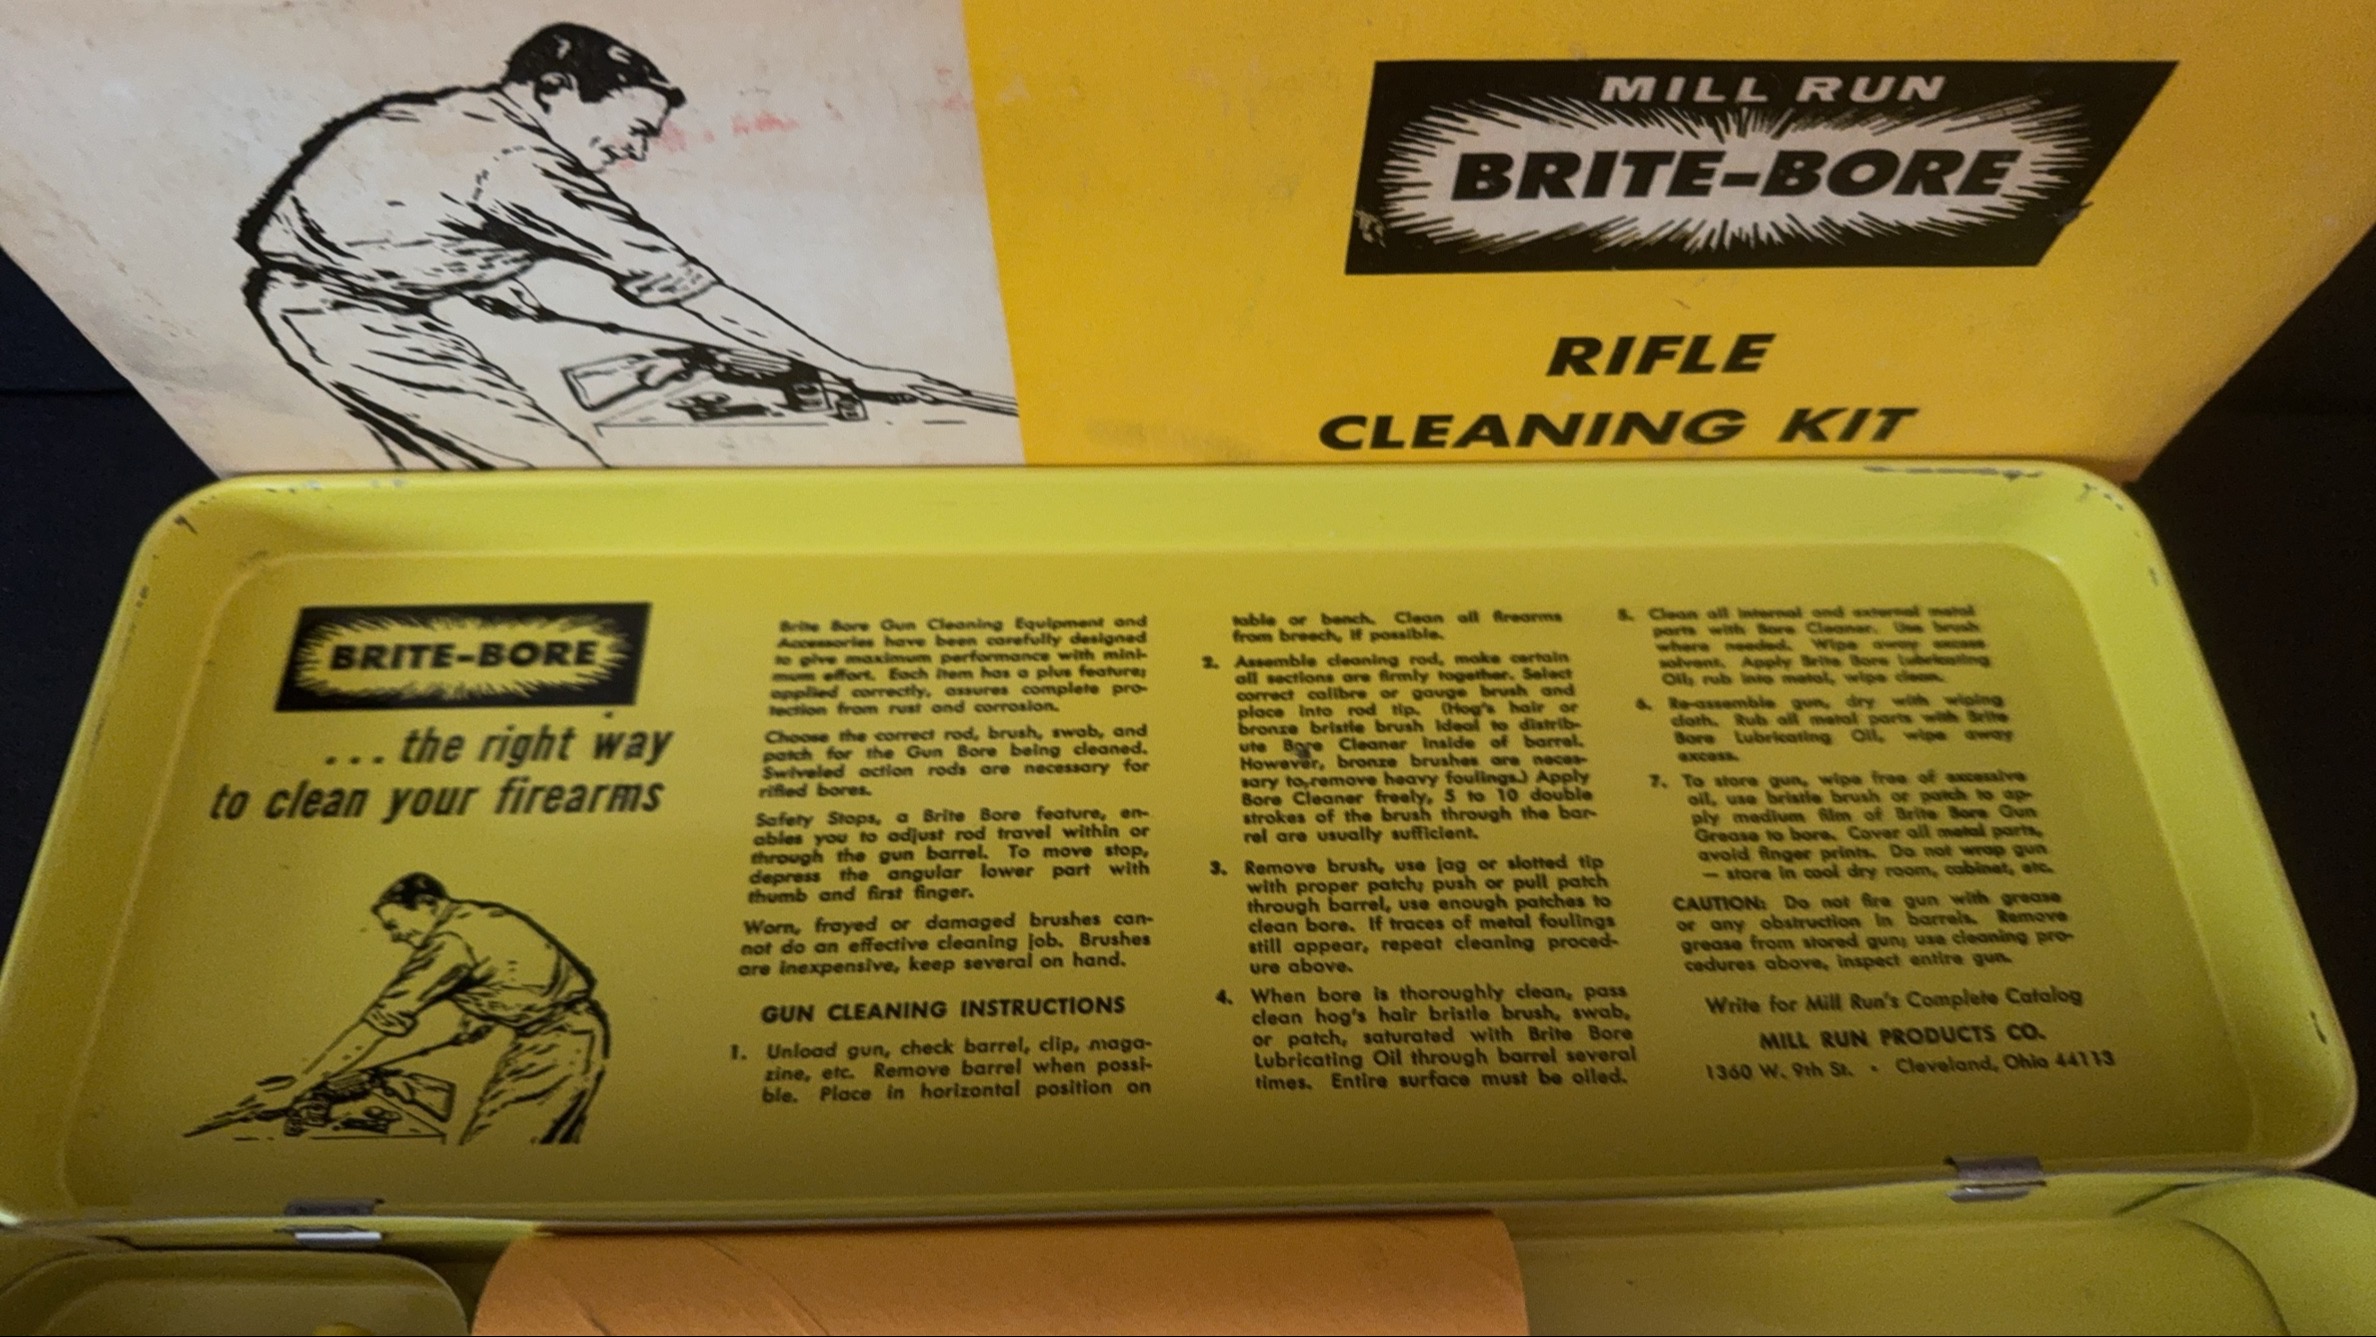 MILL RUN
BRITE-BORE
RIFLE
CLEANING KIT
BRITE-BORE
... the right way
to clean your firearms
Brite Bore Gun Cleaning Equipment and
Accessories have been carefully designed
to give maximum performance with mini-
mum effort. Each item has a plus feature;
applied correctly, assures complete pro-
tection from rust and corrosion.
Choose the correct rod, brush, swab, and
patch for the Gun Bore being cleaned.
Swiveled action rods are necessary for
rifled bores.
Safety Stops, a Brite Bore feature, en-
ables you to adjust rod travel within or
through the gun barrel. To move stop,
depress the angular lower part with
thumb and first finger.
Worn, frayed or damaged brushes can-
not do an effective cleaning job. Brushes
are inexpensive, keep several on hand.
GUN CLEANING INSTRUCTIONS
1. Unload gun, check barrel, clip, maga-
zine, etc. Remove barrel when possi-
ble. Place in horizontal position on
table or bench. Clean all firearms
from breech, if possible.
2. Assemble cleaning rod, make certain
all sections are firmly together. Select
correct calibre or gauge brush and
place into rod tip. (Hog's hair or
bronze bristle brush ideal to distrib-
ute Bore Cleaner inside of barrel.
However, bronze brushes are neces-
sary to remove heavy foulings.) Apply
Bore Cleaner freely, 5 to 10 double
strokes of the brush through the bar-
rel are usually sufficient.
3. Remove brush, use jag or slotted tip
with proper patch; push or pull patch
through barrel, use enough patches to
clean bore. If traces of metal foulings
still appear, repeat cleaning proced-
ure above.
4. When bore is thoroughly clean, pass
clean hog's hair bristle brush, swab,
or patch, saturated with Brite Bore
Lubricating Oil through barrel several
times. Entire surface must be oiled.
5. Clean all internal and external metal
parts with Bore Cleaner. Use brush
where needed. Wipe away excess
solvent. Apply Brite Bore Lubricating
Oil; rub into metal, wipe clean.
6. Re-assemble gun, dry with wiping
cloth. Rub all metal parts with Brite
Bore Lubricating Oil, wipe away
excess.
7. To store gun, wipe free of excessive
oil, use bristle brush or patch to ap-
ply medium film of Brite Bore Gun
Grease to bore. Cover all metal parts,
avoid finger prints. Do not wrap gun
— store in cool dry room, cabinet, etc.
CAUTION: Do not fire gun with grease
or any obstruction in barrels. Remove
grease from stored gun; use cleaning pro-
cedures above, inspect entire gun.
Write for Mill Run's Complete Catalog
MILL RUN PRODUCTS CO.
1360 W. 9th St. • Cleveland, Ohio 44113